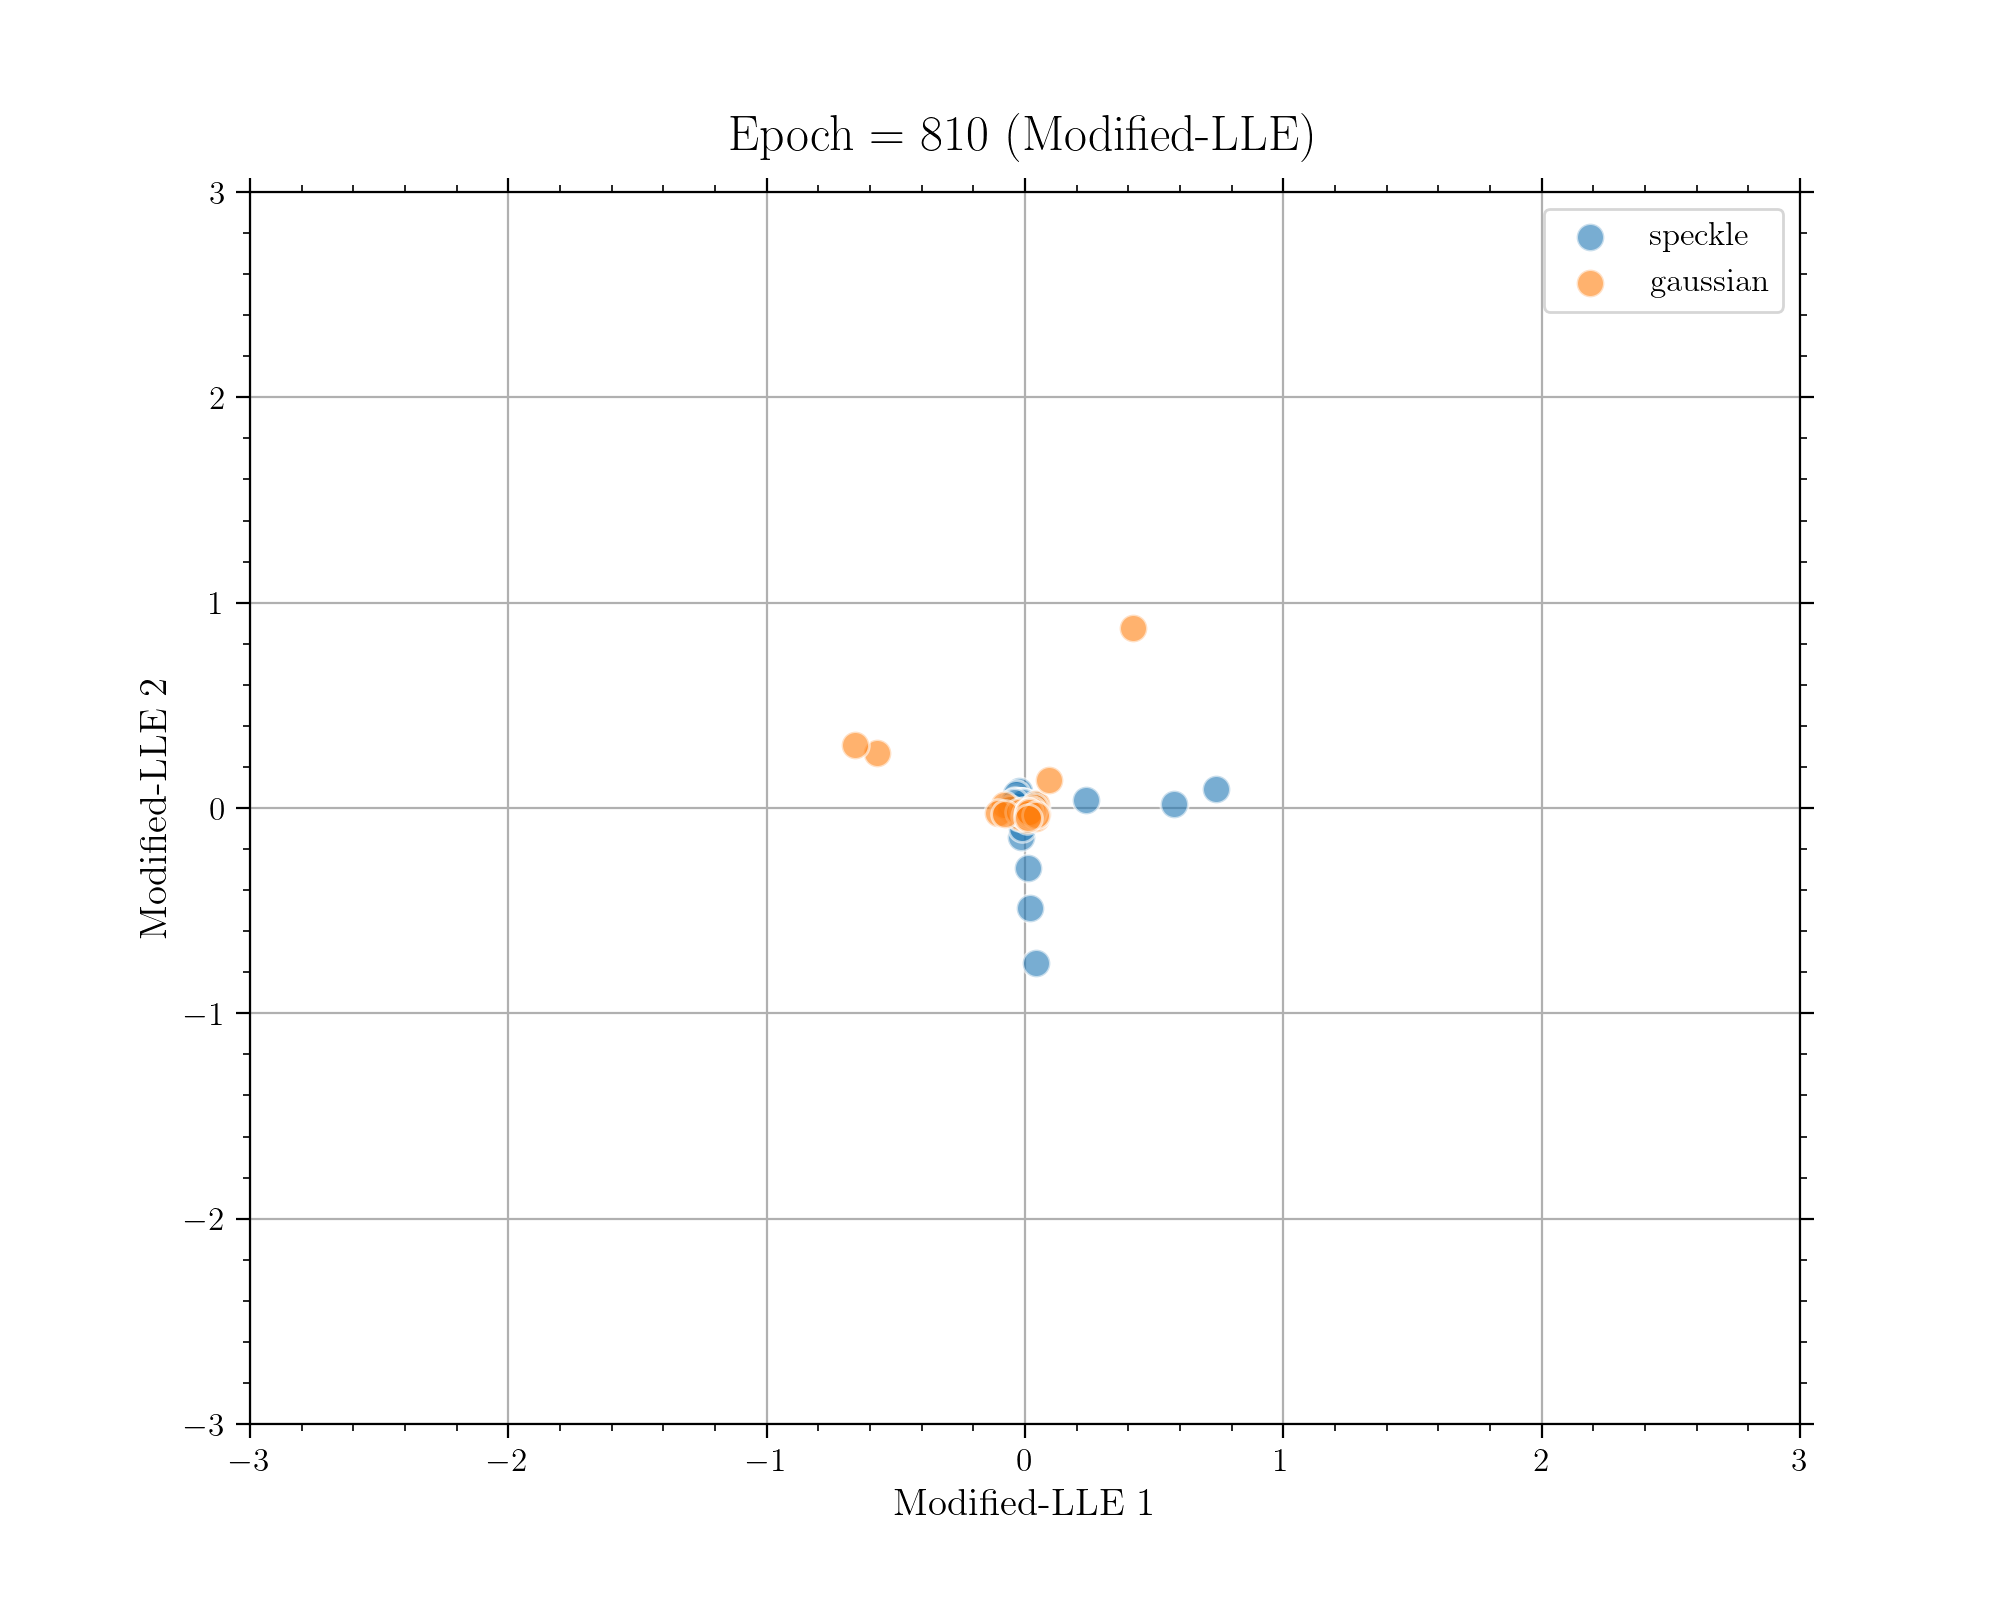 Epoch = 810 (Modified-LLE)
speckle
gaussian
3
2
1
0
−1
−2
−3
Modified-LLE 2
−3 −2 −1 0 1 2 3
Modified-LLE 1